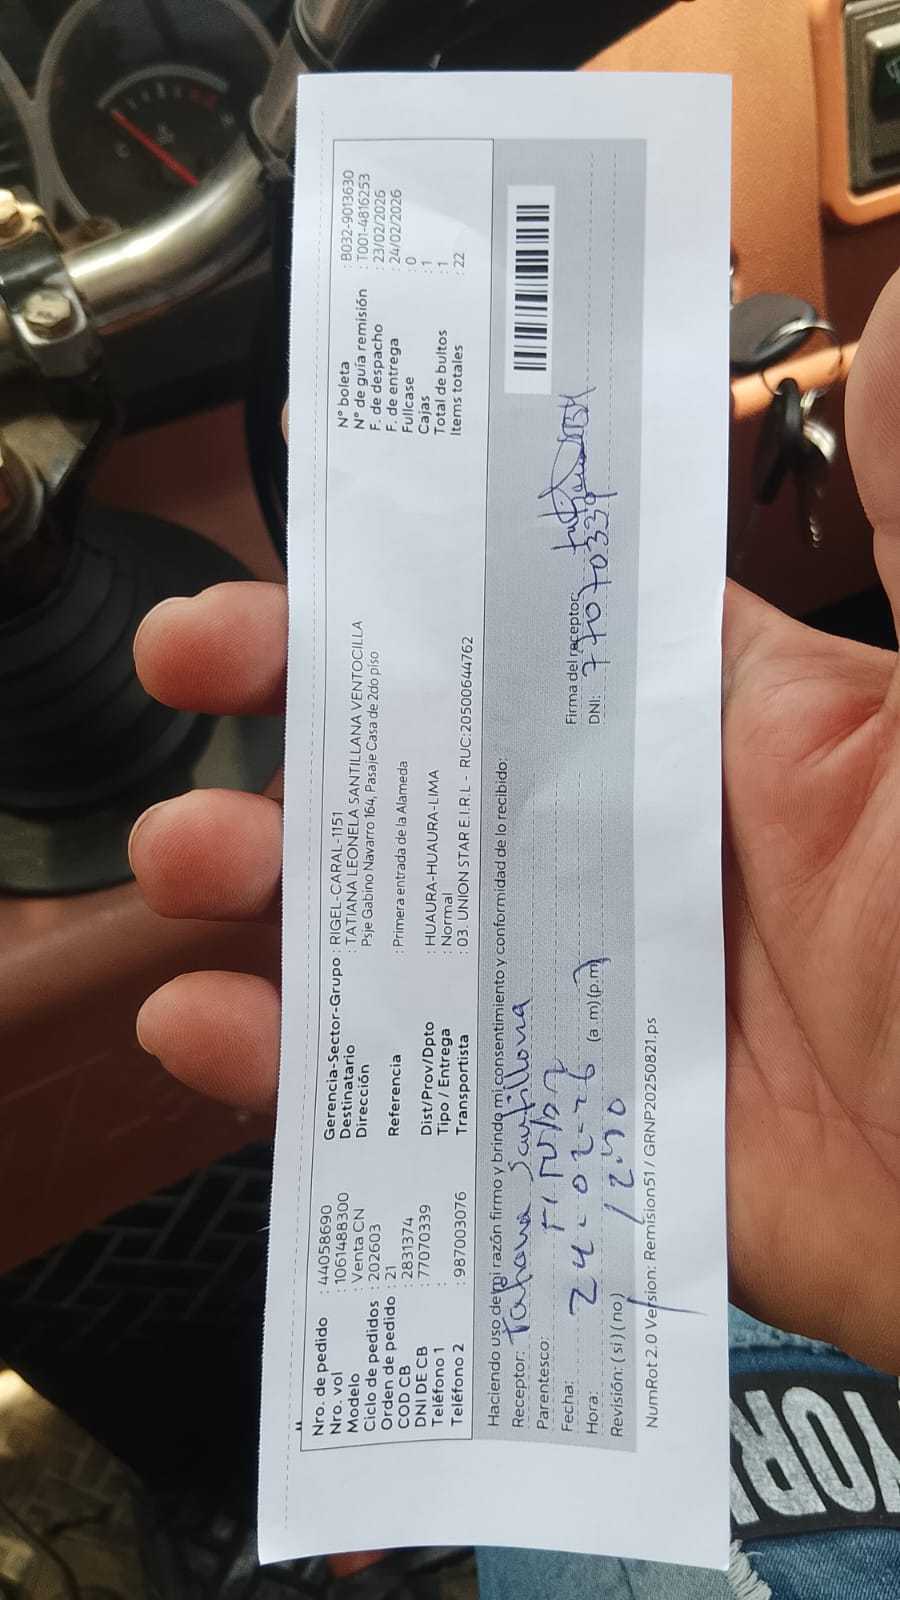 Nro. de pedido : 44058690
Nro. vol : 1061488300
Modelo : Venta CN
Ciclo de pedidos : 202603
Orden de pedido : 21
COD CB : 2831374
DNI DE CB : 77070339
Teléfono 1 :
Teléfono 2 : 987003076
Gerencia-Sector-Grupo : RIGEL-CARAL-1151
Destinatario : TATIANA LEONELA SANTILLANA VENTOCILLA
Dirección Psje Gabino Navarro 164, Pasaje Casa de 2do piso
Referencia : Primera entrada de la Alameda
Dist/Prov/Dpto : HUAURA-HUAURA-LIMA
Tipo / Entrega : Normal
Transportista : 03. UNION STAR E.I.R.L - RUC:20500644762
N° boleta : B032-9013630
N° de guía remisión : T001-4816253
F. de despacho : 23/02/2026
F. de entrega : 24/02/2026
Fullcase : 0
Cajas : 1
Total de bultos : 1
Items totales : 22
Haciendo uso de mi razón firmo y brindo mi consentimiento y conformidad de lo recibido:
Receptor: Tatiana Santillana
Parentesco:
Fecha: 24-02-26
Hora: 12:40 (a.m)(p.m)
Revisión: (si)(no)
Firma del receptor:
DNI: 77070339
NumRot 2.0 Version: Remision51 / GRNP20250821.ps
YOR